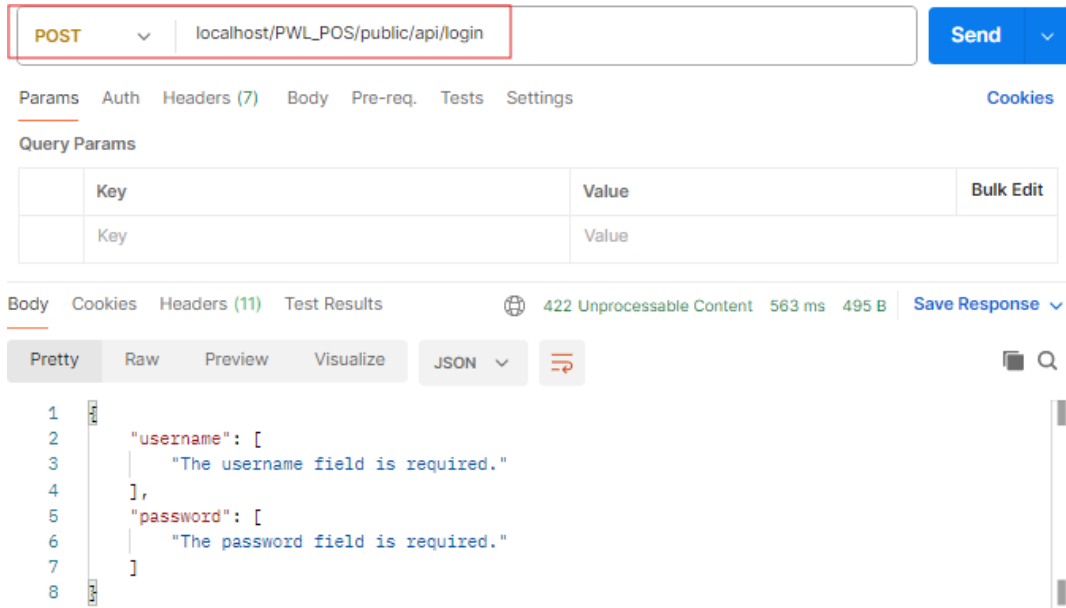 POST localhost/PWL_POS/public/api/login Send
Params Auth Headers (7) Body Pre-req. Tests Settings Cookies
Query Params
Key Value Bulk Edit
Key Value
Body Cookies Headers (11) Test Results 422 Unprocessable Content 563 ms 495 B Save Response
Pretty Raw Preview Visualize JSON
1 {
2 "username": [
3 "The username field is required."
4 ],
5 "password": [
6 "The password field is required."
7 ]
8 }